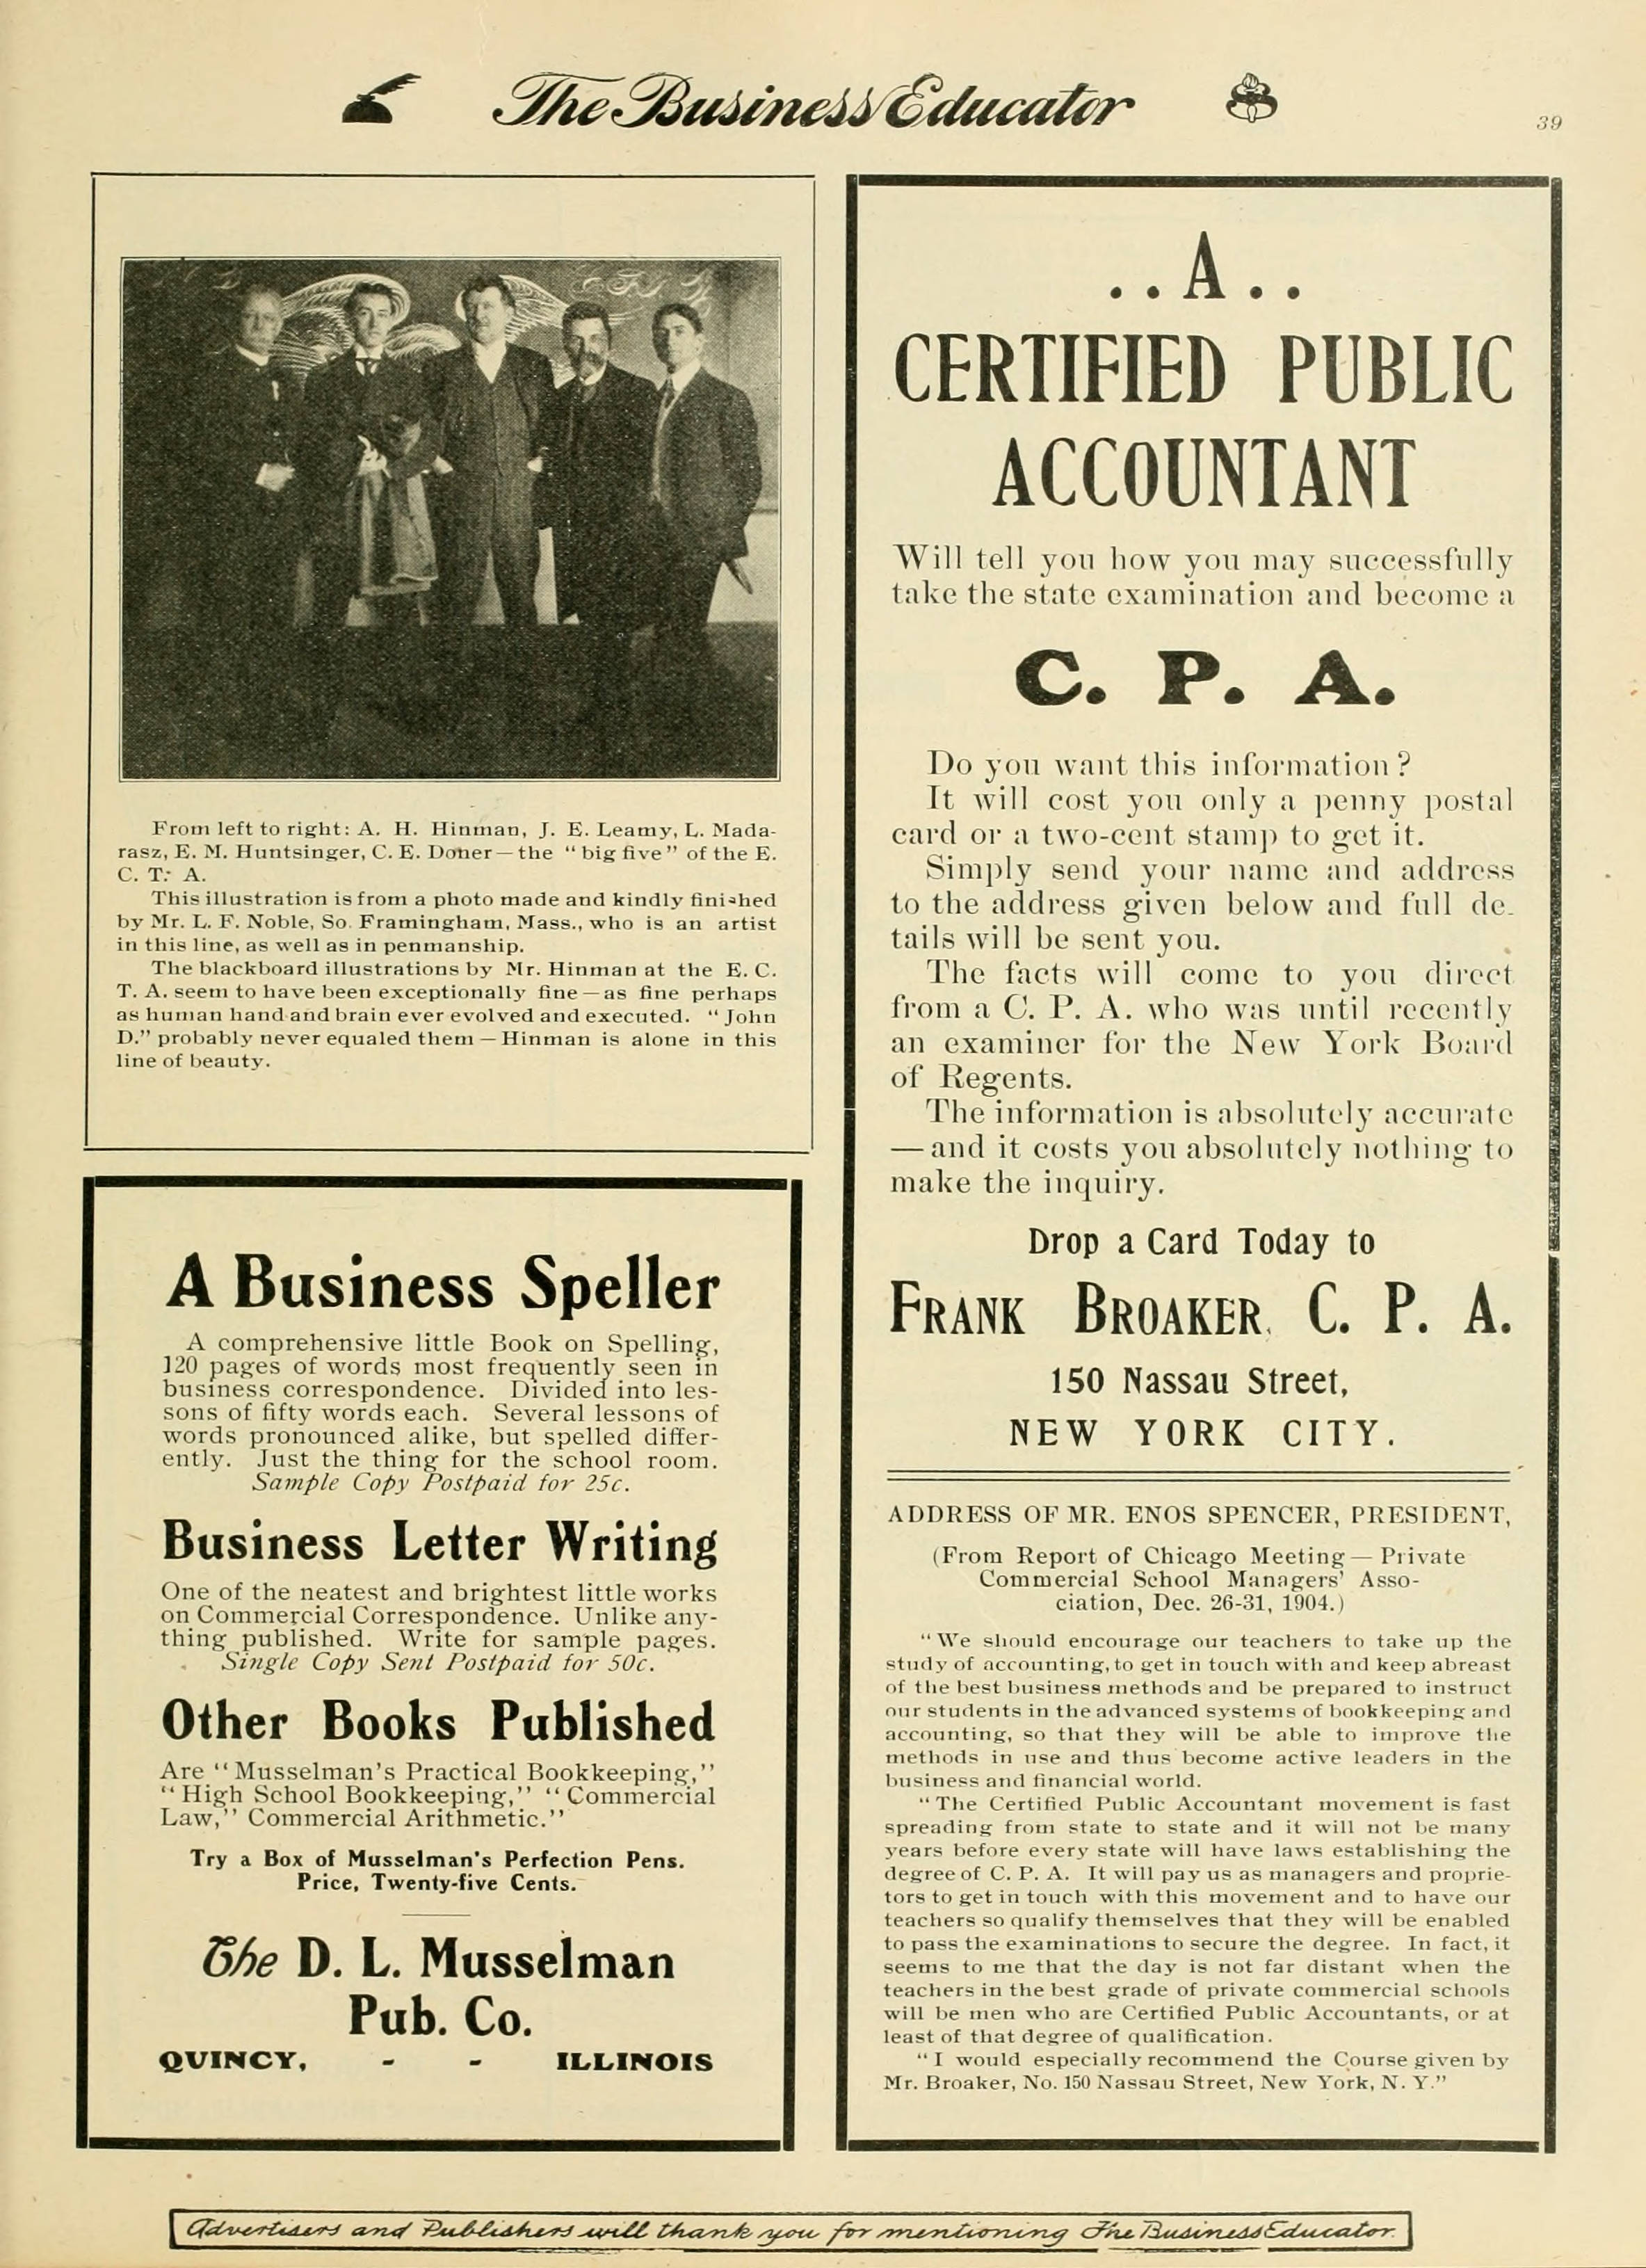 The Business Educator
39
From left to right: A. H. Hinman, J. E. Leamy, L. Mada-
rasz, E. M. Huntsinger, C. E. Doner — the "big five" of the E.
C. T. A.
This illustration is from a photo made and kindly finished
by Mr. L. F. Noble, So. Framingham, Mass., who is an artist
in this line, as well as in penmanship.
The blackboard illustrations by Mr. Hinman at the E. C.
T. A. seem to have been exceptionally fine — as fine perhaps
as human hand and brain ever evolved and executed. "John
D." probably never equaled them — Hinman is alone in this
line of beauty.
A Business Speller
A comprehensive little Book on Spelling,
120 pages of words most frequently seen in
business correspondence. Divided into les-
sons of fifty words each. Several lessons of
words pronounced alike, but spelled differ-
ently. Just the thing for the school room.
Sample Copy Postpaid for 25c.
Business Letter Writing
One of the neatest and brightest little works
on Commercial Correspondence. Unlike any-
thing published. Write for sample pages.
Single Copy Sent Postpaid for 50c.
Other Books Published
Are "Musselman's Practical Bookkeeping,"
"High School Bookkeeping," "Commercial
Law," Commercial Arithmetic."
Try a Box of Musselman's Perfection Pens.
Price, Twenty-five Cents.
The D. L. Musselman
Pub. Co.
QUINCY, - - ILLINOIS
..A..
CERTIFIED PUBLIC
ACCOUNTANT
Will tell you how you may successfully
take the state examination and become a
C. P. A.
Do you want this information?
It will cost you only a penny postal
card or a two-cent stamp to get it.
Simply send your name and address
to the address given below and full de-
tails will be sent you.
The facts will come to you direct
from a C. P. A. who was until recently
an examiner for the New York Board
of Regents.
The information is absolutely accurate
— and it costs you absolutely nothing to
make the inquiry.
Drop a Card Today to
FRANK BROAKER, C. P. A.
150 Nassau Street,
NEW YORK CITY.
ADDRESS OF MR. ENOS SPENCER, PRESIDENT,
(From Report of Chicago Meeting — Private
Commercial School Managers' Asso-
ciation, Dec. 26-31, 1904.)
"We should encourage our teachers to take up the
study of accounting, to get in touch with and keep abreast
of the best business methods and be prepared to instruct
our students in the advanced systems of bookkeeping and
accounting, so that they will be able to improve the
methods in use and thus become active leaders in the
business and financial world.
"The Certified Public Accountant movement is fast
spreading from state to state and it will not be many
years before every state will have laws establishing the
degree of C. P. A. It will pay us as managers and proprie-
tors to get in touch with this movement and to have our
teachers so qualify themselves that they will be enabled
to pass the examinations to secure the degree. In fact, it
seems to me that the day is not far distant when the
teachers in the best grade of private commercial schools
will be men who are Certified Public Accountants, or at
least of that degree of qualification.
"I would especially recommend the Course given by
Mr. Broaker, No. 150 Nassau Street, New York, N. Y."
Advertisers and Publishers will thank you for mentioning The Business Educator.